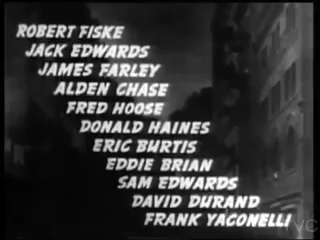 ROBERT FISKE
JACK EDWARDS
JAMES FARLEY
ALDEN CHASE
FRED HOOSE
DONALD HAINES
ERIC BURTIS
EDDIE BRIAN
SAM EDWARDS
DAVID DURAND
FRANK YACONELLI